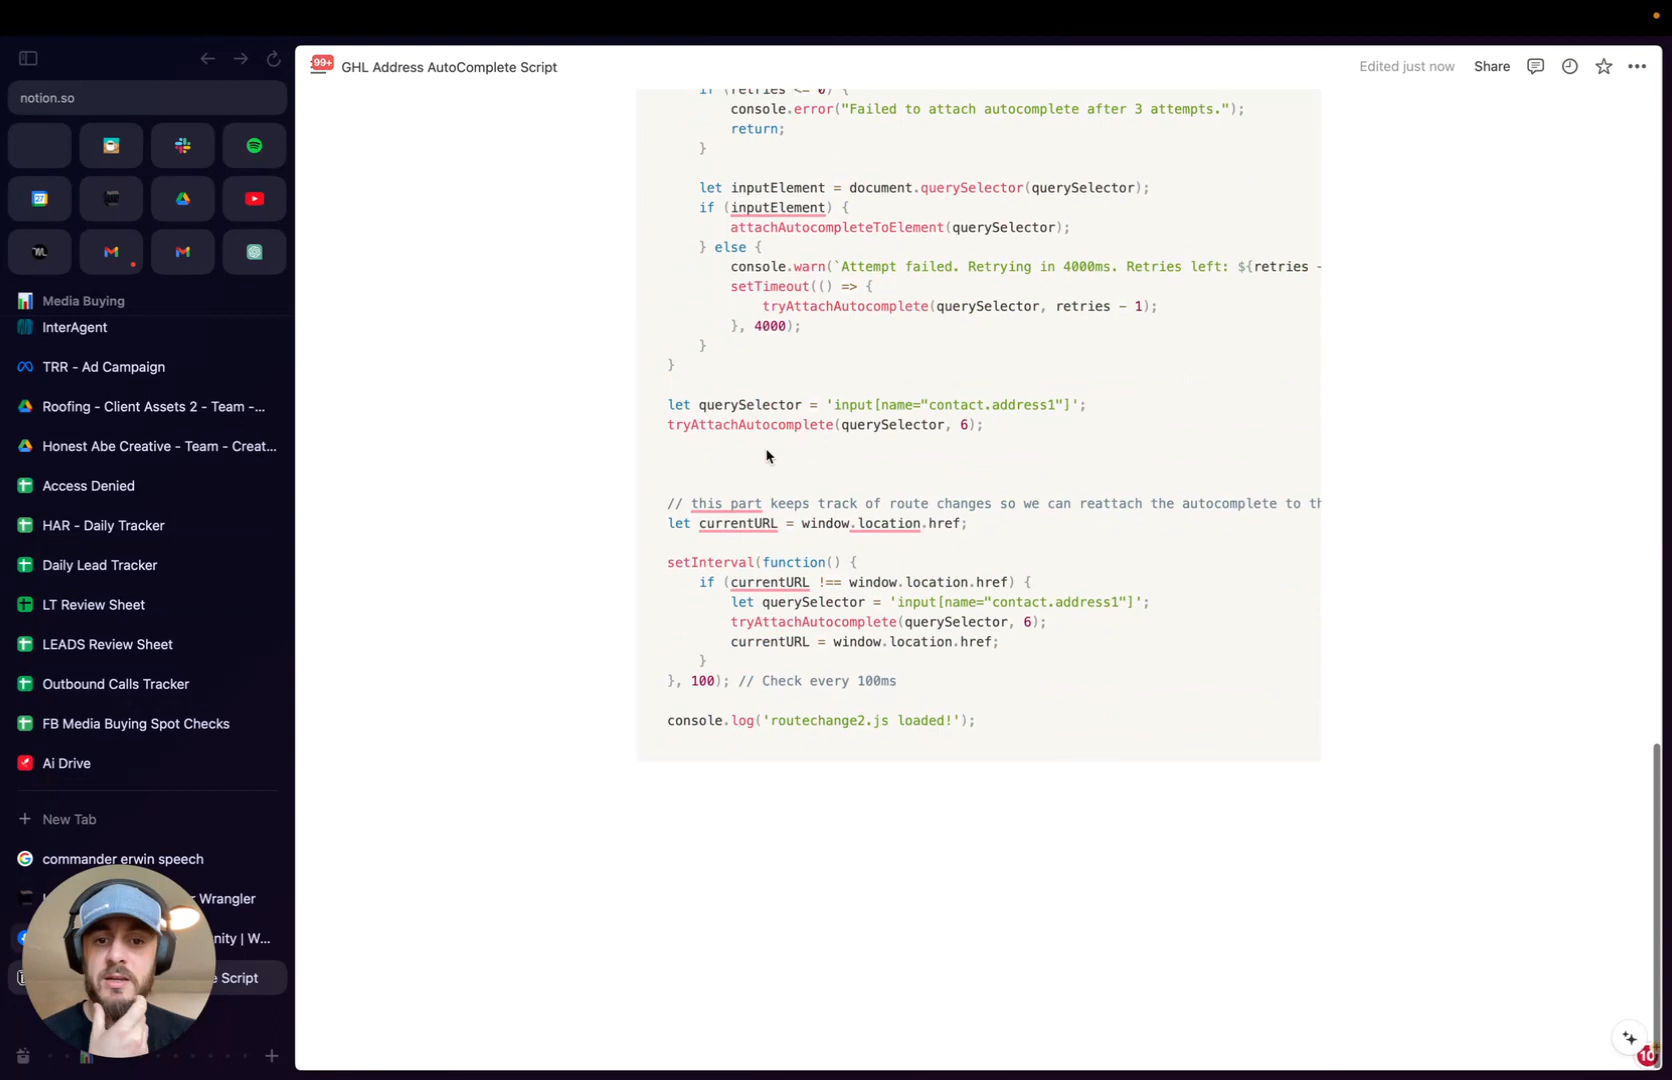 99+
GHL Address AutoComplete Script
Edited just now
Share
notion.so
27
Media Buying
InterAgent
TRR - Ad Campaign
Roofing - Client Assets 2 - Team -...
Honest Abe Creative - Team - Creat...
Access Denied
HAR - Daily Tracker
Daily Lead Tracker
LT Review Sheet
LEADS Review Sheet
Outbound Calls Tracker
FB Media Buying Spot Checks
Ai Drive
New Tab
commander erwin speech
Wrangler
nity | W...
Script
if (retries <= 0) {
console.error("Failed to attach autocomplete after 3 attempts.");
return;
}
let inputElement = document.querySelector(querySelector);
if (inputElement) {
attachAutocompleteToElement(querySelector);
} else {
console.warn(`Attempt failed. Retrying in 4000ms. Retries left: ${retries -
setTimeout(() => {
tryAttachAutocomplete(querySelector, retries - 1);
}, 4000);
}
}
let querySelector = 'input[name="contact.address1"]';
tryAttachAutocomplete(querySelector, 6);
// this part keeps track of route changes so we can reattach the autocomplete to th
let currentURL = window.location.href;
setInterval(function() {
if (currentURL !== window.location.href) {
let querySelector = 'input[name="contact.address1"]';
tryAttachAutocomplete(querySelector, 6);
currentURL = window.location.href;
}
}, 100); // Check every 100ms
console.log('routechange2.js loaded!');
10